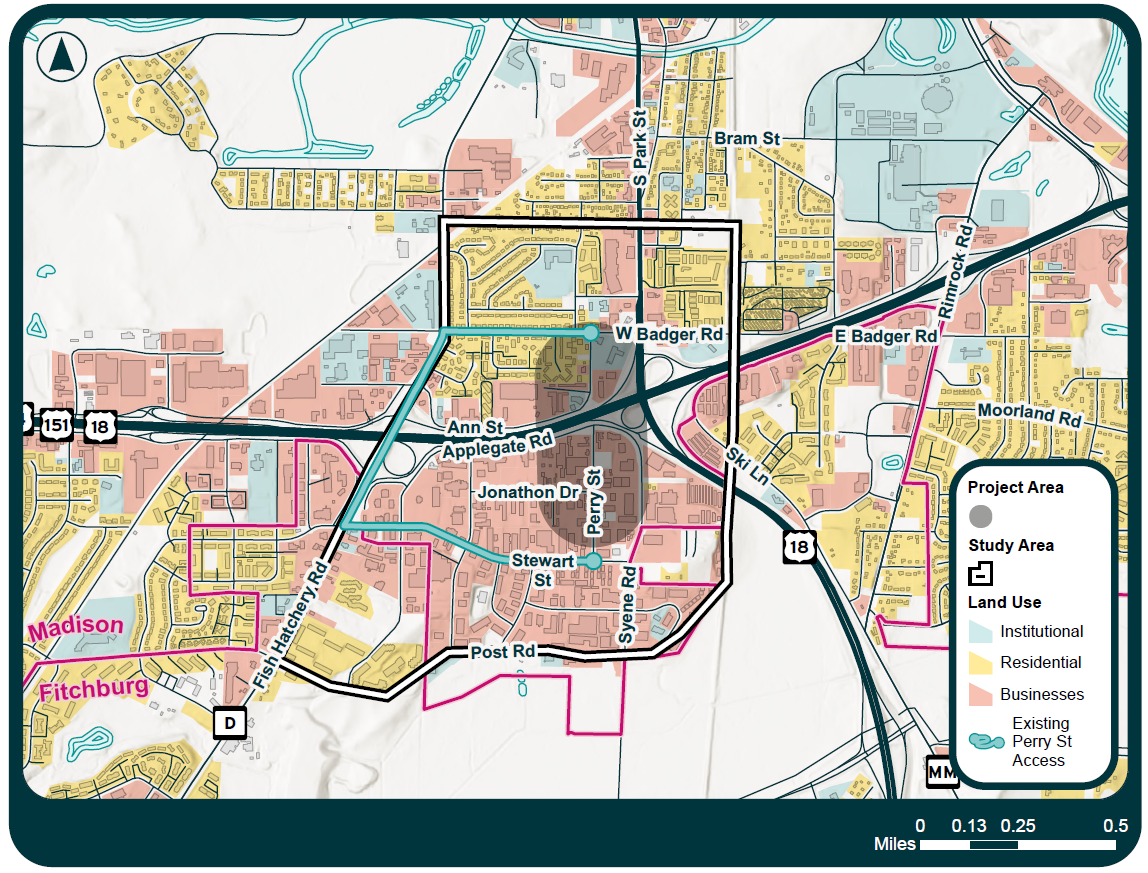 Bram St
S Park St
Rimrock Rd
W Badger Rd
E Badger Rd
151
18
Ann St
Applegate Rd
Moorland Rd
Ski Ln
Jonathon Dr
Perry St
18
Stewart
St
Syene Rd
Fish Hatchery Rd
Madison
Fitchburg
Post Rd
D
MM
Project Area
Study Area
Land Use
Institutional
Residential
Businesses
Existing
Perry St
Access
0 0.13 0.25 0.5
Miles